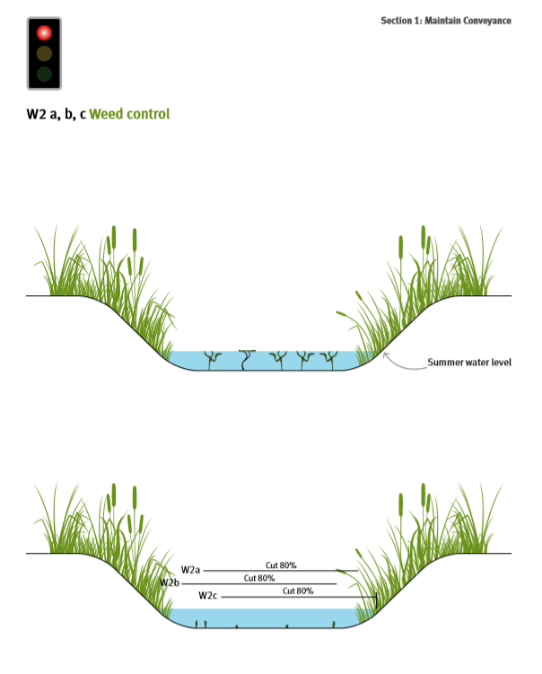 Section 1: Maintain Conveyance
W2 a, b, c Weed control
Summer water level
W2a Cut 80%
W2b Cut 80%
W2c Cut 80%